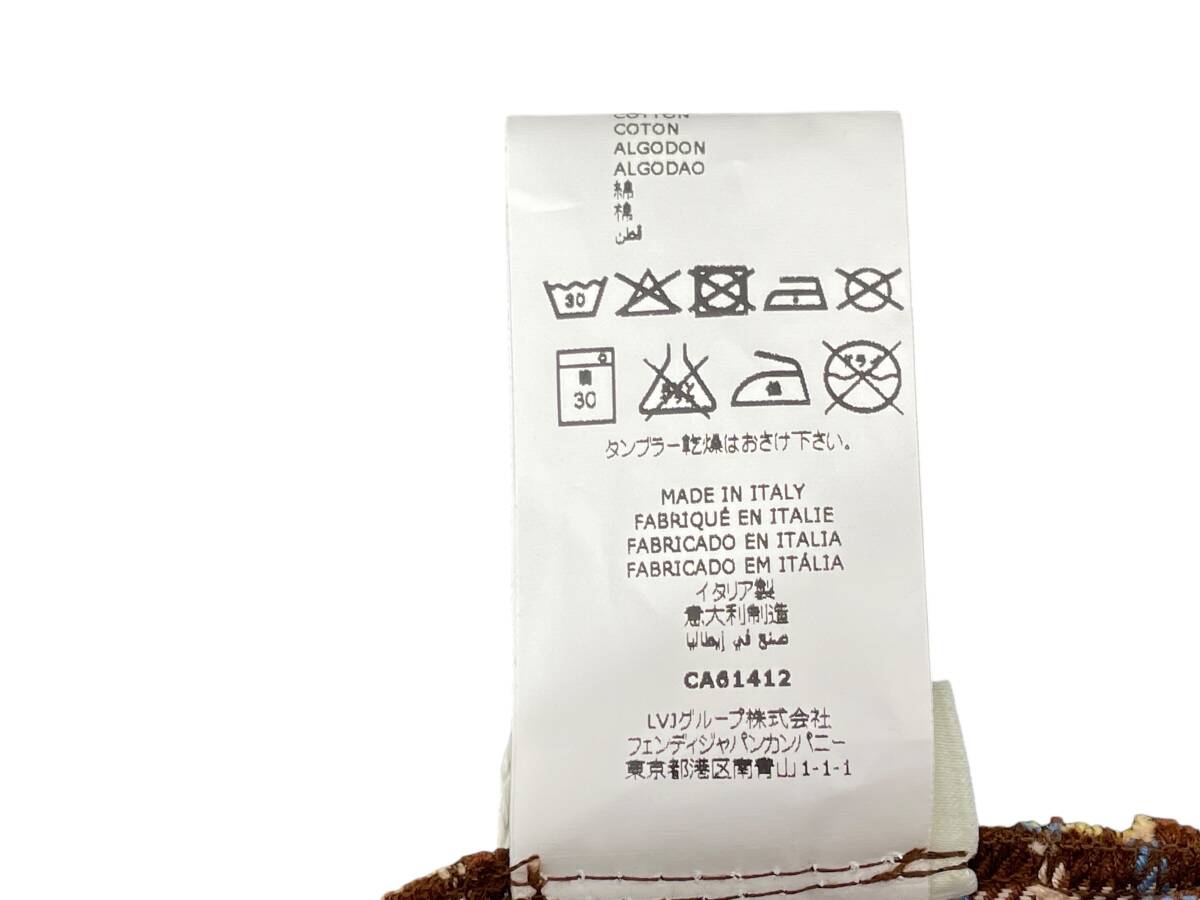 COTTON
COTON
ALGODON
ALGODAO
綿
棉
قطن
30
30
タンブラー乾燥はおさけ下さい。
MADE IN ITALY
FABRIQUÉ EN ITALIE
FABRICADO EN ITALIA
FABRICADO EM ITÁLIA
イタリア製
意大利制造
صنع في إيطاليا
CA61412
LVJグループ株式会社
フェンディジャパンカンパニー
東京都港区南青山1-1-1